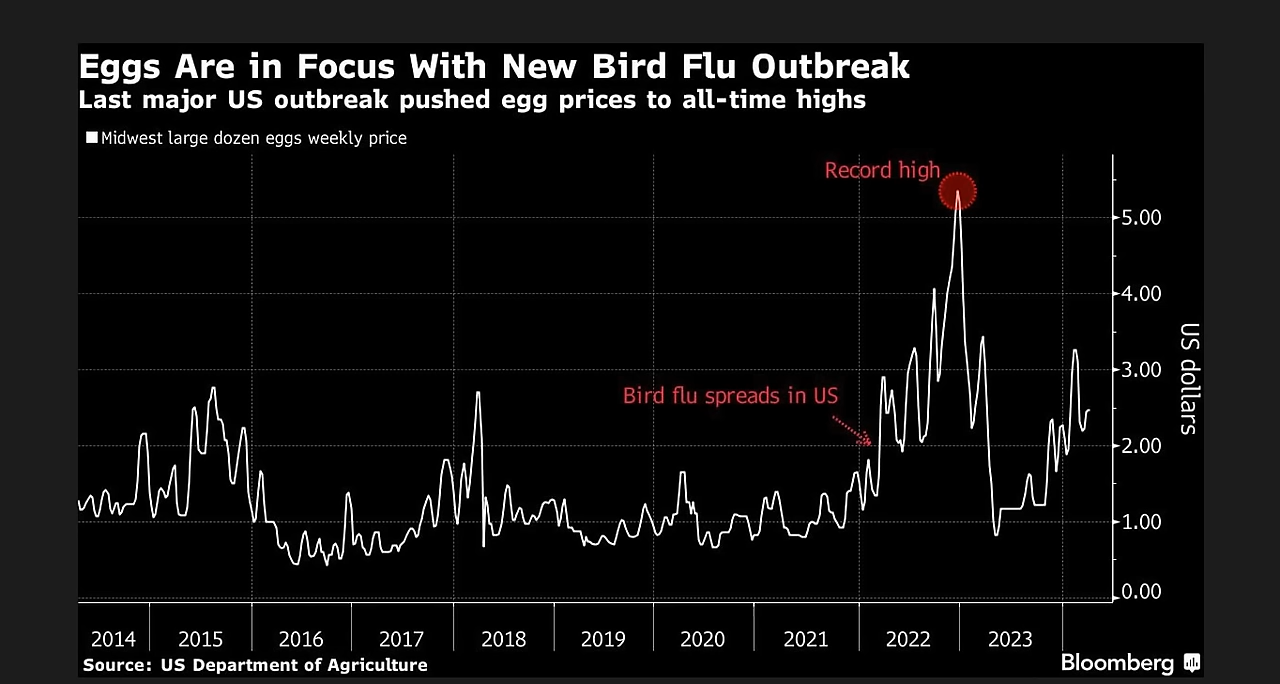 Eggs Are in Focus With New Bird Flu Outbreak
Last major US outbreak pushed egg prices to all-time highs
Midwest large dozen eggs weekly price
Record high
5.00
4.00
3.00
Bird flu spreads in US
2.00
1.00
0.00
US dollars
2014 2015 2016 2017 2018 2019 2020 2021 2022 2023
Source: US Department of Agriculture
Bloomberg